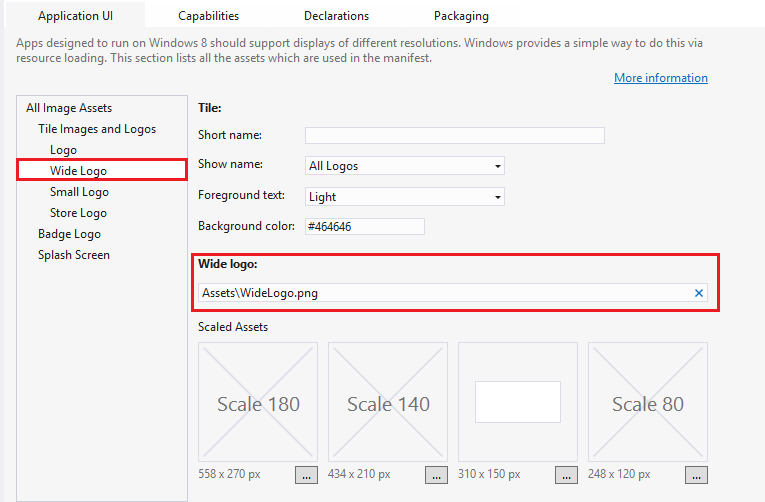 Application UI
Capabilities
Declarations
Packaging
Apps designed to run on Windows 8 should support displays of different resolutions. Windows provides a simple way to do this via
resource loading. This section lists all the assets which are used in the manifest.
More information
All Image Assets
Tile Images and Logos
Logo
Wide Logo
Small Logo
Store Logo
Badge Logo
Splash Screen
Tile:
Short name:
Show name:
All Logos
Foreground text:
Light
Background color:
#464646
Wide logo:
Assets\WideLogo.png
Scaled Assets
Scale 180
Scale 140
Scale 80
558 x 270 px
...
434 x 210 px
...
310 x 150 px
...
248 x 120 px
...